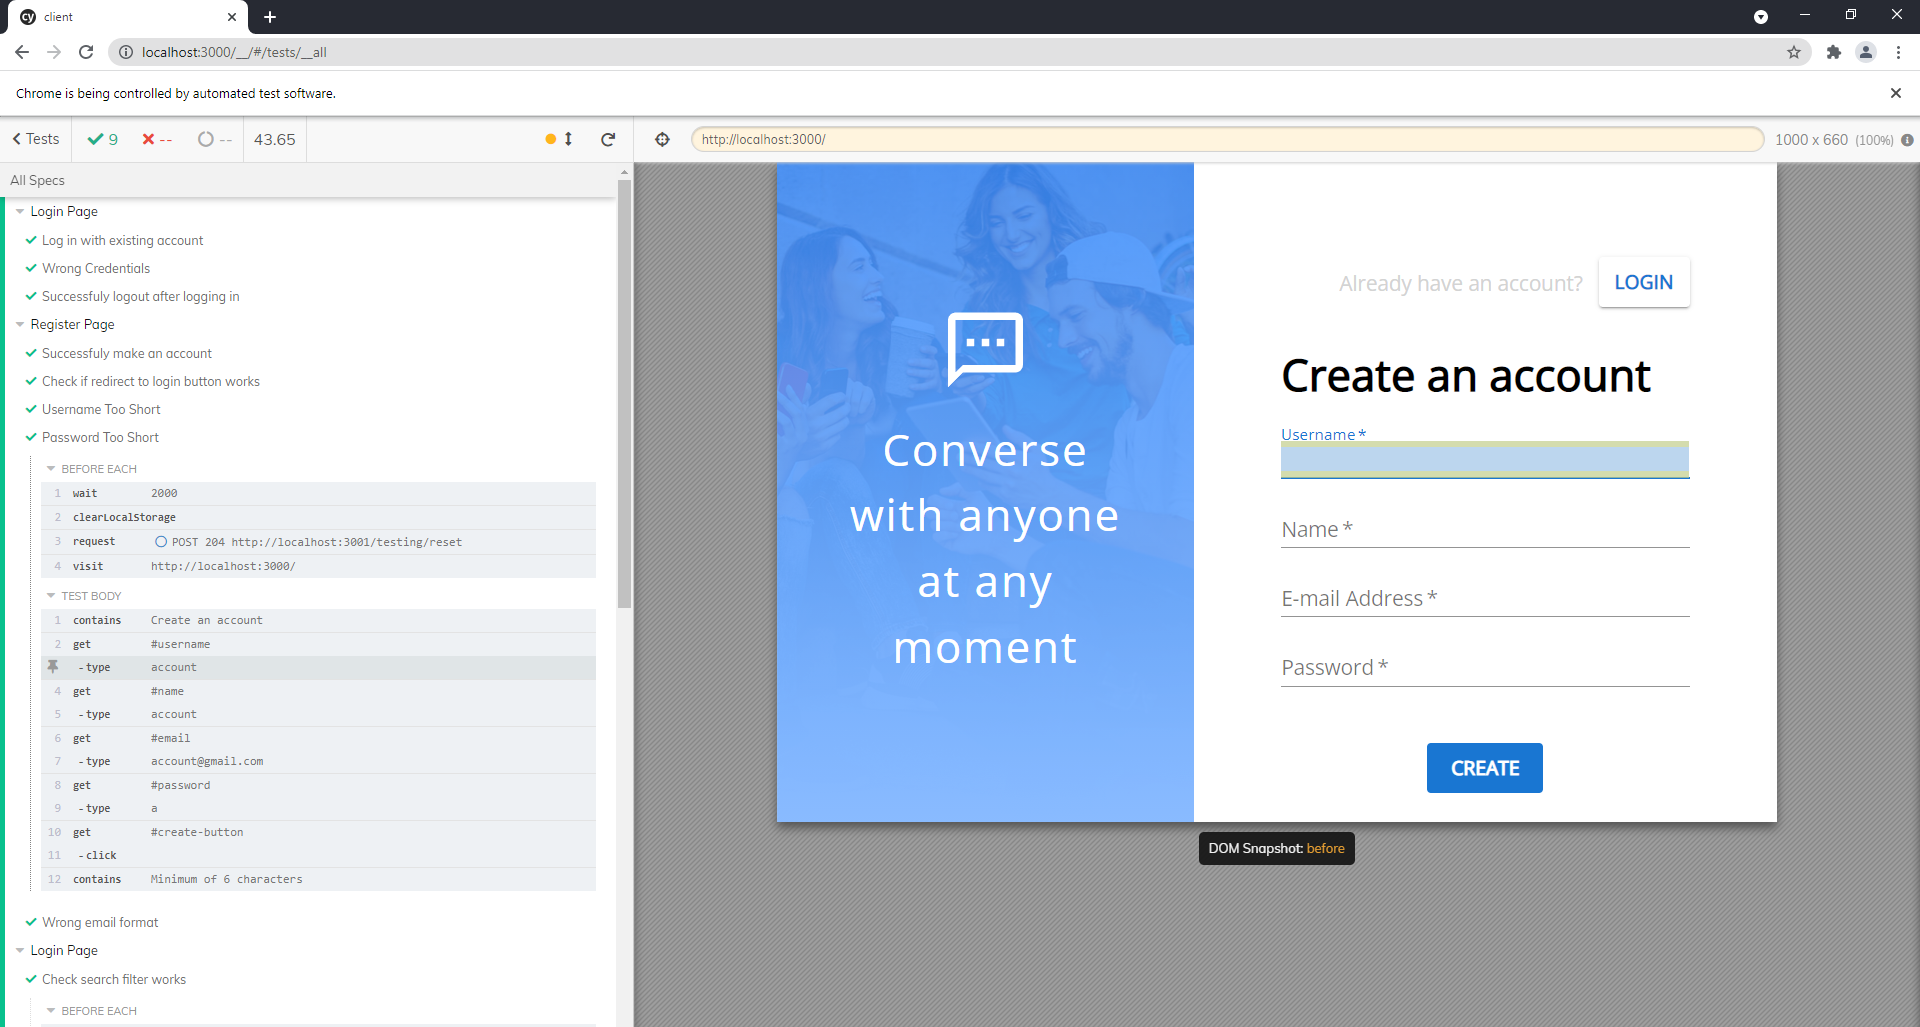 cy client
localhost:3000/__/#/tests/__all
Chrome is being controlled by automated test software.
Tests
9
--
--
43.65
http://localhost:3000/
1000 x 660 (100%)
All Specs
Login Page
Log in with existing account
Wrong Credentials
Successfuly logout after logging in
Register Page
Successfuly make an account
Check if redirect to login button works
Username Too Short
Password Too Short
BEFORE EACH
1 wait 2000
2 clearLocalStorage
3 request POST 204 http://localhost:3001/testing/reset
4 visit http://localhost:3000/
TEST BODY
1 contains Create an account
2 get #username
-type account
4 get #name
5 -type account
6 get #email
7 -type account@gmail.com
8 get #password
9 -type a
10 get #create-button
11 -click
12 contains Minimum of 6 characters
Wrong email format
Login Page
Check search filter works
BEFORE EACH
Converse
with anyone
at any
moment
Already have an account? LOGIN
Create an account
Username *
Name *
E-mail Address *
Password *
CREATE
DOM Snapshot: before